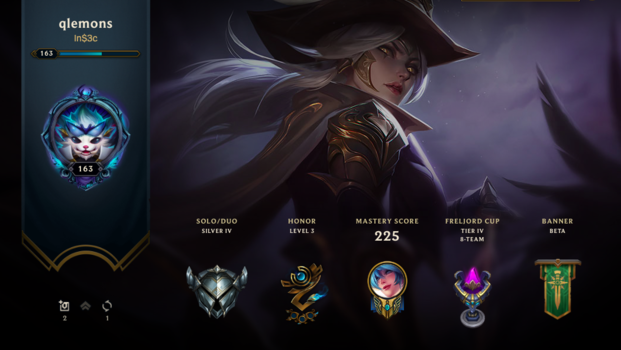 qlemons
in$3c
163
163
2
1
SOLO/DUO
SILVER IV
HONOR
LEVEL 3
MASTERY SCORE
225
FRELJORD CUP
TIER IV
8-TEAM
BANNER
BETA